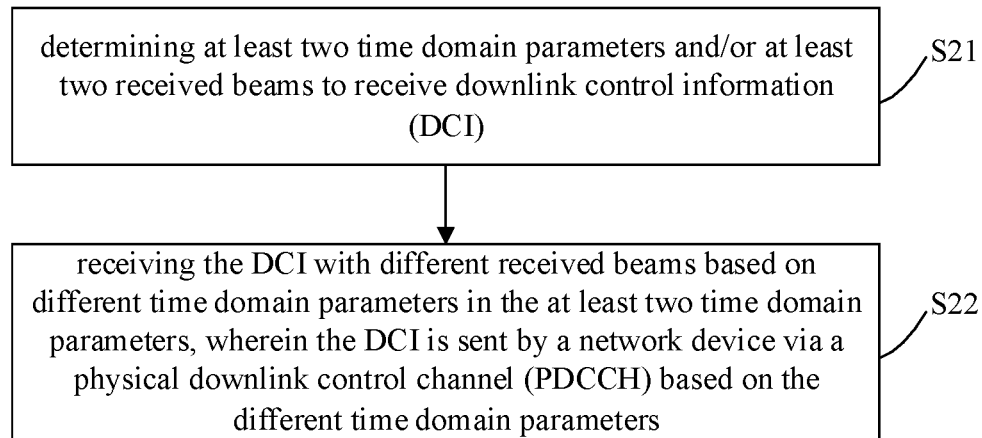 determining at least two time domain parameters and/or at least
two received beams to receive downlink control information
(DCI)
S21
receiving the DCI with different received beams based on
different time domain parameters in the at least two time domain
parameters, wherein the DCI is sent by a network device via a
physical downlink control channel (PDCCH) based on the
different time domain parameters
S22